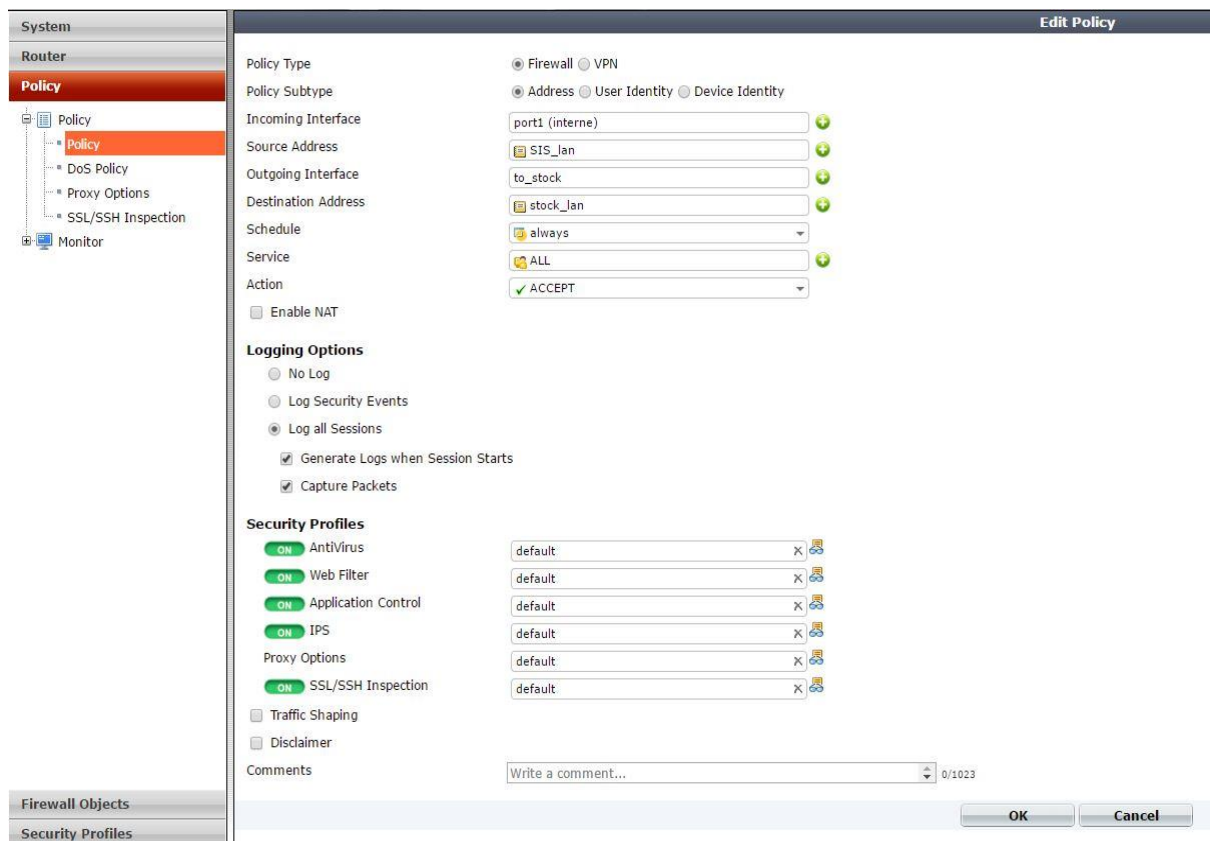 System
Router
Policy
Policy
Policy
DoS Policy
Proxy Options
SSL/SSH Inspection
Monitor
Firewall Objects
Security Profiles
Edit Policy
Policy Type Firewall VPN
Policy Subtype Address User Identity Device Identity
Incoming Interface port1 (interne)
Source Address SIS_lan
Outgoing Interface to_stock
Destination Address stock_lan
Schedule always
Service ALL
Action ACCEPT
Enable NAT
Logging Options
No Log
Log Security Events
Log all Sessions
Generate Logs when Session Starts
Capture Packets
Security Profiles
ON AntiVirus default
ON Web Filter default
ON Application Control default
ON IPS default
Proxy Options default
ON SSL/SSH Inspection default
Traffic Shaping
Disclaimer
Comments Write a comment... 0/1023
OK Cancel